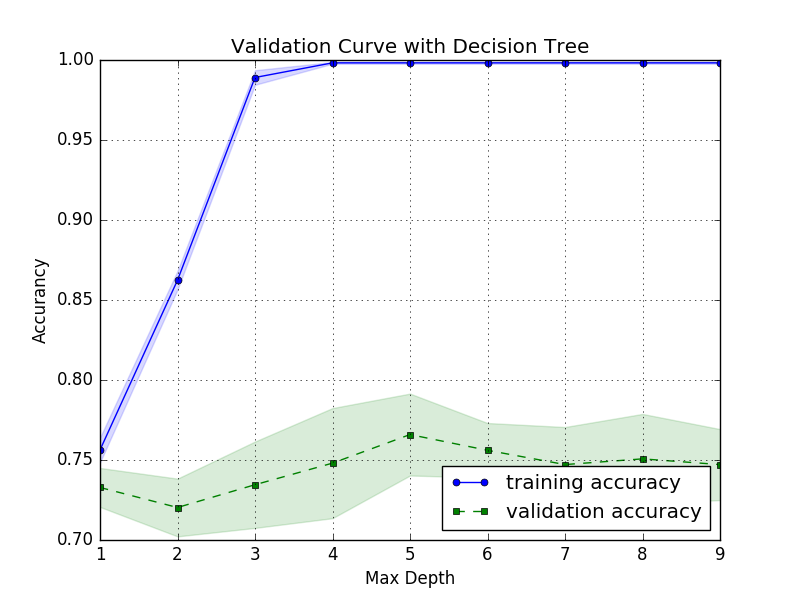 Validation Curve with Decision Tree
1.00
0.95
0.90
0.85
0.80
0.75
0.70
Accurancy
1 2 3 4 5 6 7 8 9
Max Depth
training accuracy
validation accuracy